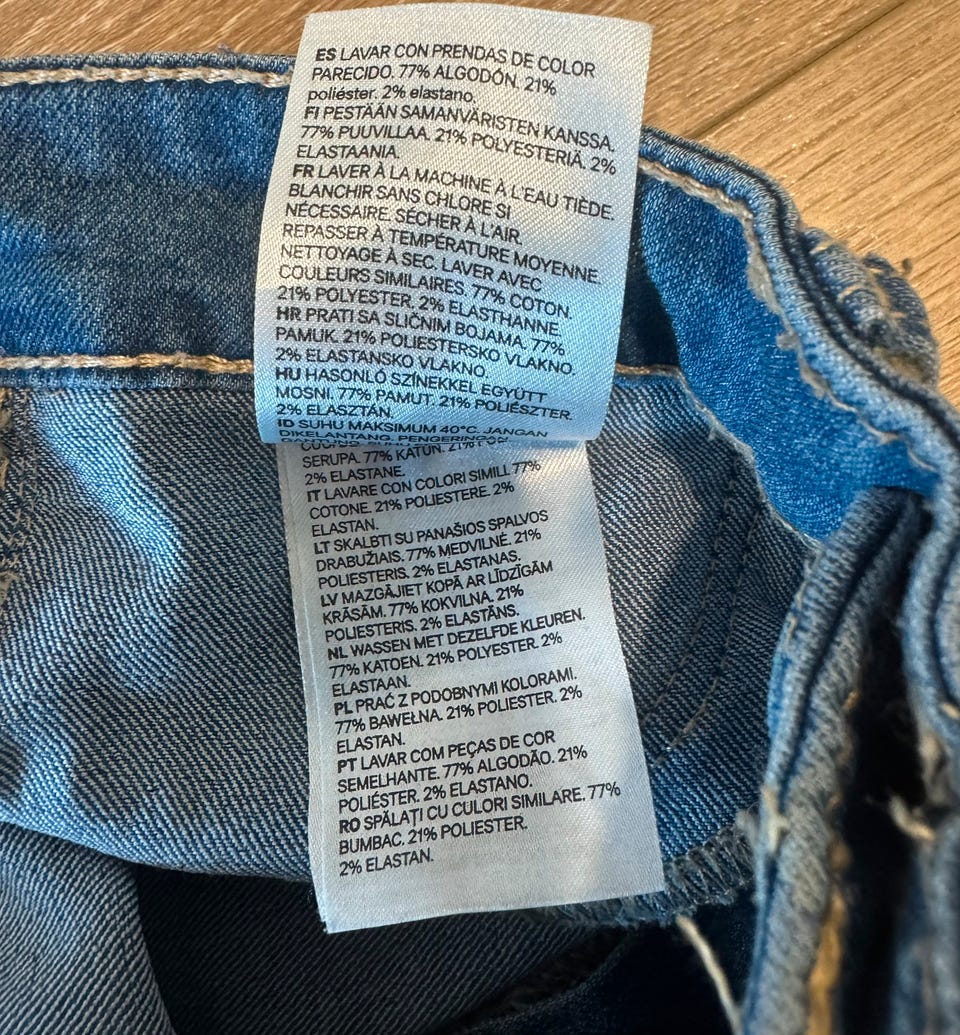 ES LAVAR CON PRENDAS DE COLOR
PARECIDO. 77% ALGODÓN. 21%
poliéster. 2% elastano.
FI PESTÄÄN SAMANVÄRISTEN KANSSA.
77% PUUVILLAA. 21% POLYESTERIÄ. 2%
ELASTAANIA.
FR LAVER À LA MACHINE À L'EAU TIÈDE.
BLANCHIR SANS CHLORE SI
NÉCESSAIRE. SÉCHER À L'AIR.
REPASSER À TEMPÉRATURE MOYENNE.
NETTOYAGE À SEC. LAVER AVEC
COULEURS SIMILAIRES. 77% COTON.
21% POLYESTER. 2% ELASTHANNE.
HR PRATI SA SLIČNIM BOJAMA. 77%
PAMUK. 21% POLIESTERSKO VLAKNO.
2% ELASTANSKO VLAKNO.
HU HASONLÓ SZÍNEKKEL EGYÜTT
MOSNI. 77% PAMUT. 21% POLIÉSZTER.
2% ELASZTÁN.
ID SUHU MAKSIMUM 40°C. JANGAN
DIKELANTANG. PENGERINGAN
SERUPA. 77% KATUN. 21%
2% ELASTANE.
IT LAVARE CON COLORI SIMILI. 77%
COTONE. 21% POLIESTERE. 2%
ELASTAN.
LT SKALBTI SU PANAŠIOS SPALVOS
DRABUŽIAIS. 77% MEDVILNĖ. 21%
POLIESTERIS. 2% ELASTANAS.
LV MAZGĀJIET KOPĀ AR LĪDZĪGĀM
KRĀSĀM. 77% KOKVILNA. 21%
POLIESTERIS. 2% ELASTĀNS.
NL WASSEN MET DEZELFDE KLEUREN.
77% KATOEN. 21% POLYESTER. 2%
ELASTAAN.
PL PRAĆ Z PODOBNYMI KOLORAMI.
77% BAWEŁNA. 21% POLIESTER. 2%
ELASTAN.
PT LAVAR COM PEÇAS DE COR
SEMELHANTE. 77% ALGODÃO. 21%
POLIÉSTER. 2% ELASTANO.
RO SPĂLAȚI CU CULORI SIMILARE. 77%
BUMBAC. 21% POLIESTER.
2% ELASTAN.